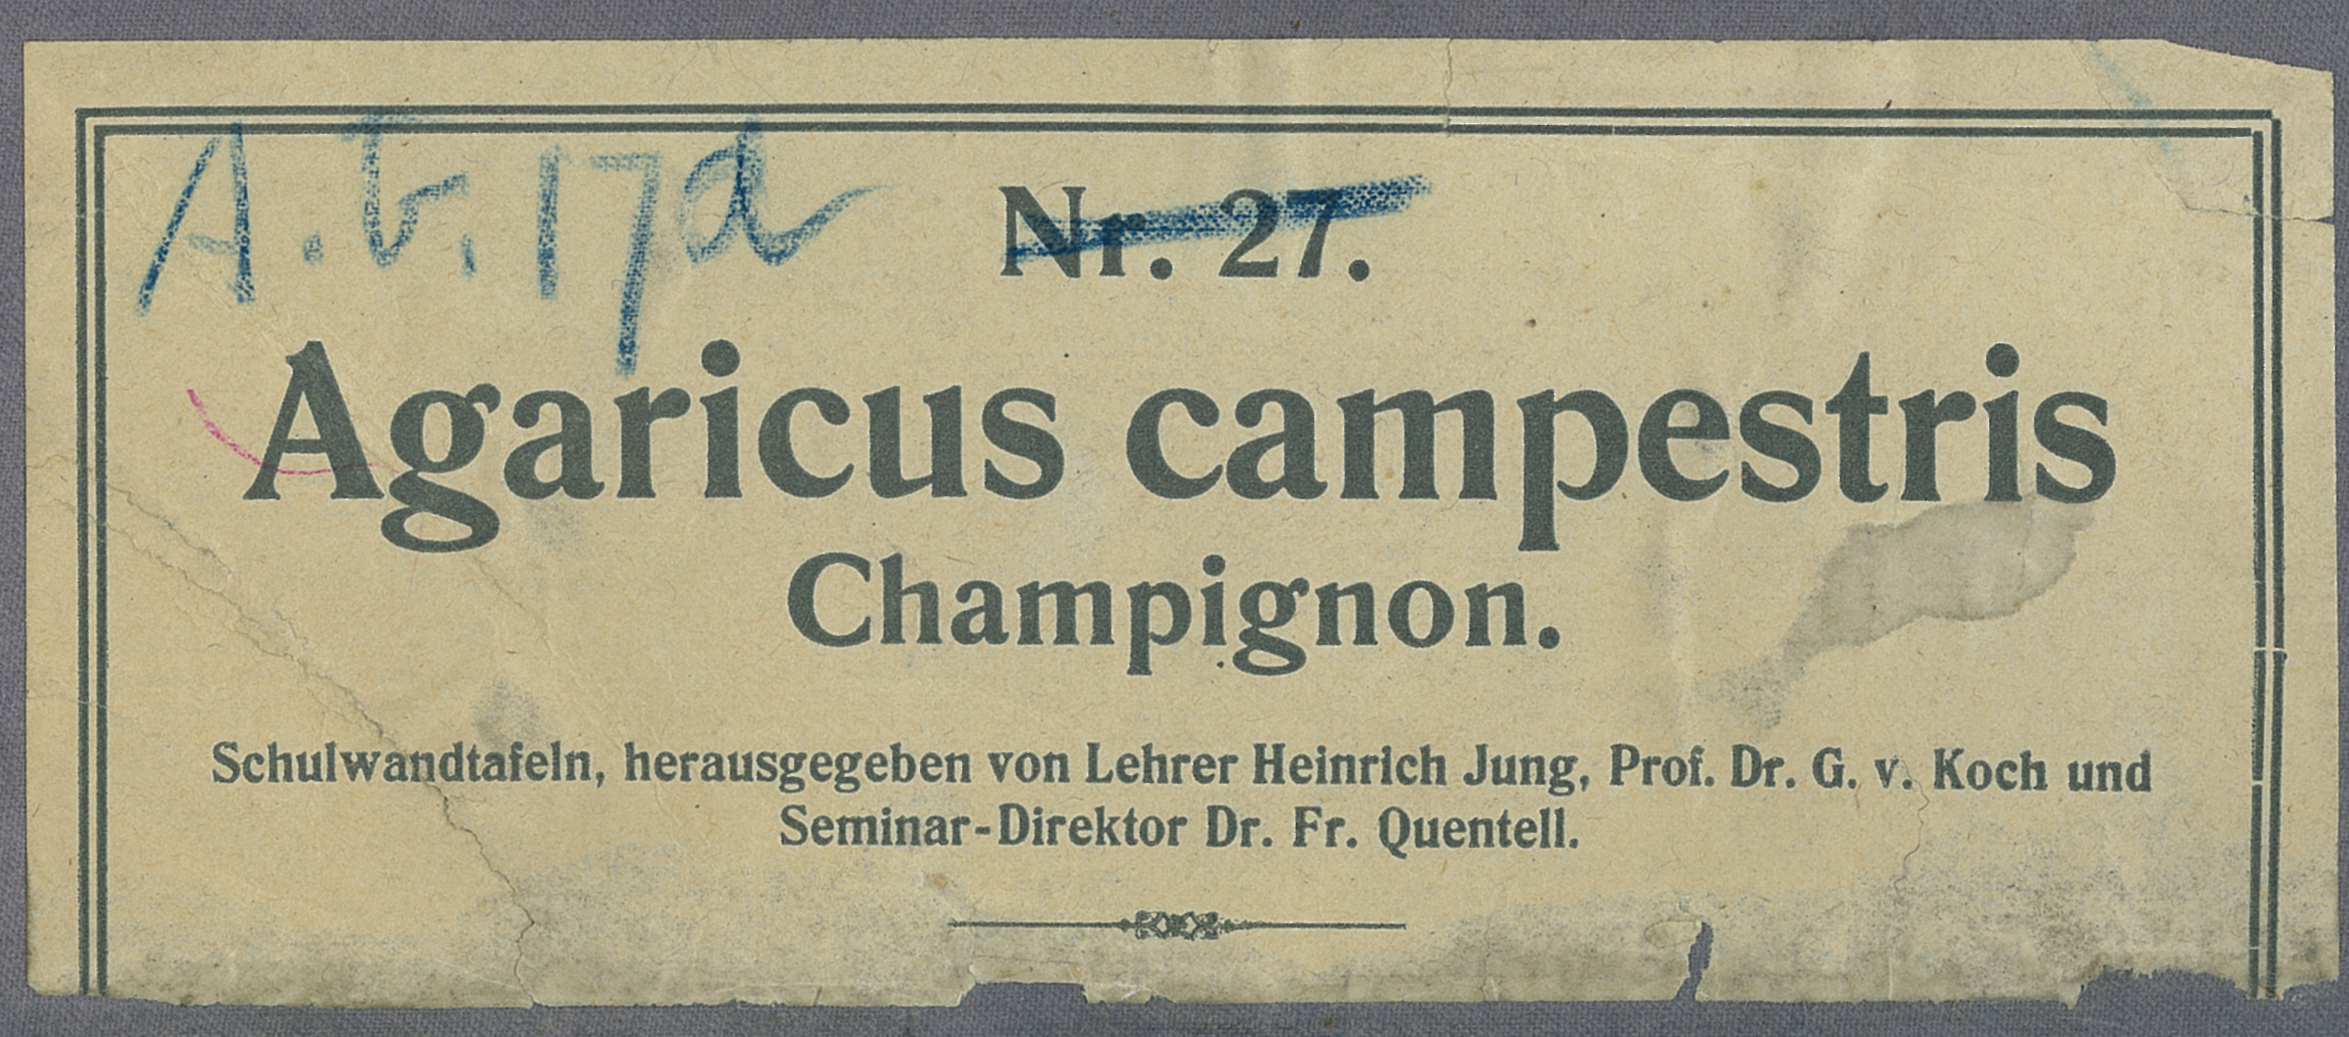 A. b. 17d
Nr. 27.
Agaricus campestris
Champignon.
Schulwandtafeln, herausgegeben von Lehrer Heinrich Jung, Prof. Dr. G. v. Koch und
Seminar-Direktor Dr. Fr. Quentell.